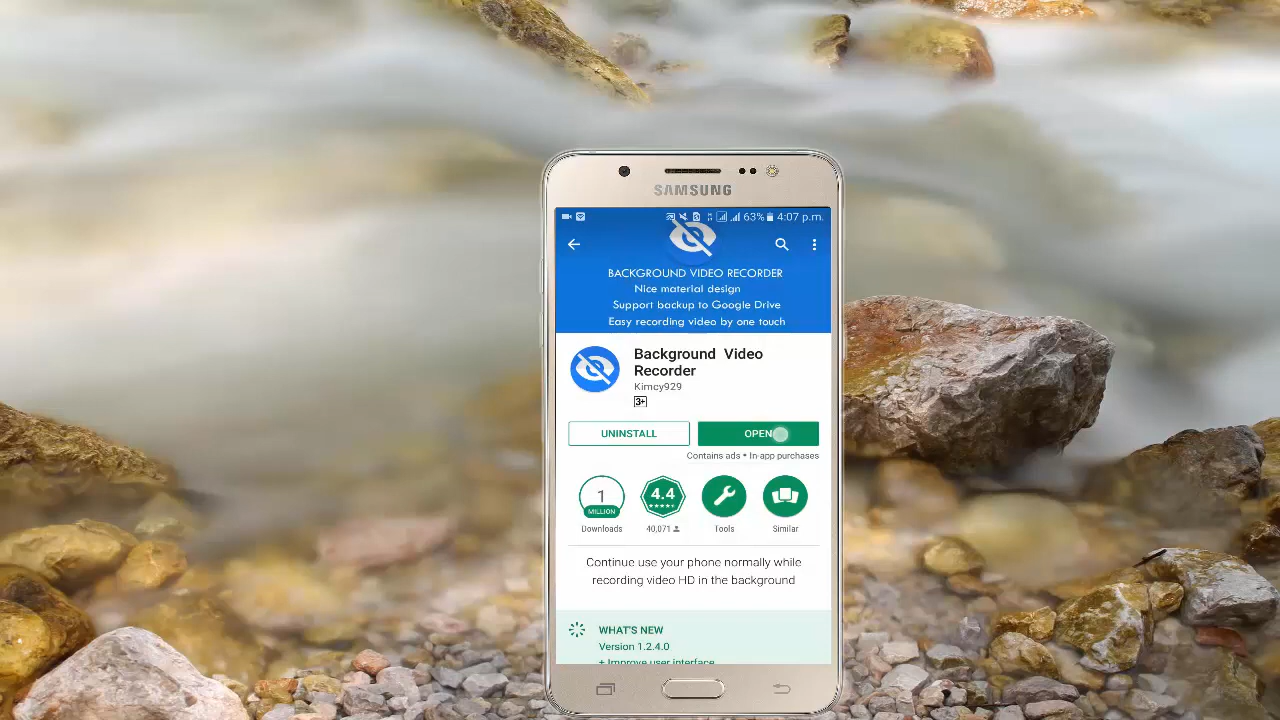 SAMSUNG
63% 4:07 p.m.
BACKGROUND VIDEO RECORDER
Nice material design
Support backup to Google Drive
Easy recording video by one touch
Background Video
Recorder
Kimcy929
3+
UNINSTALL
OPEN
Contains ads • In-app purchases
1
MILLION
4.4
Downloads
40,071
Tools
Similar
Continue use your phone normally while
recording video HD in the background
WHAT'S NEW
Version 1.2.4.0
+ Improve user interface